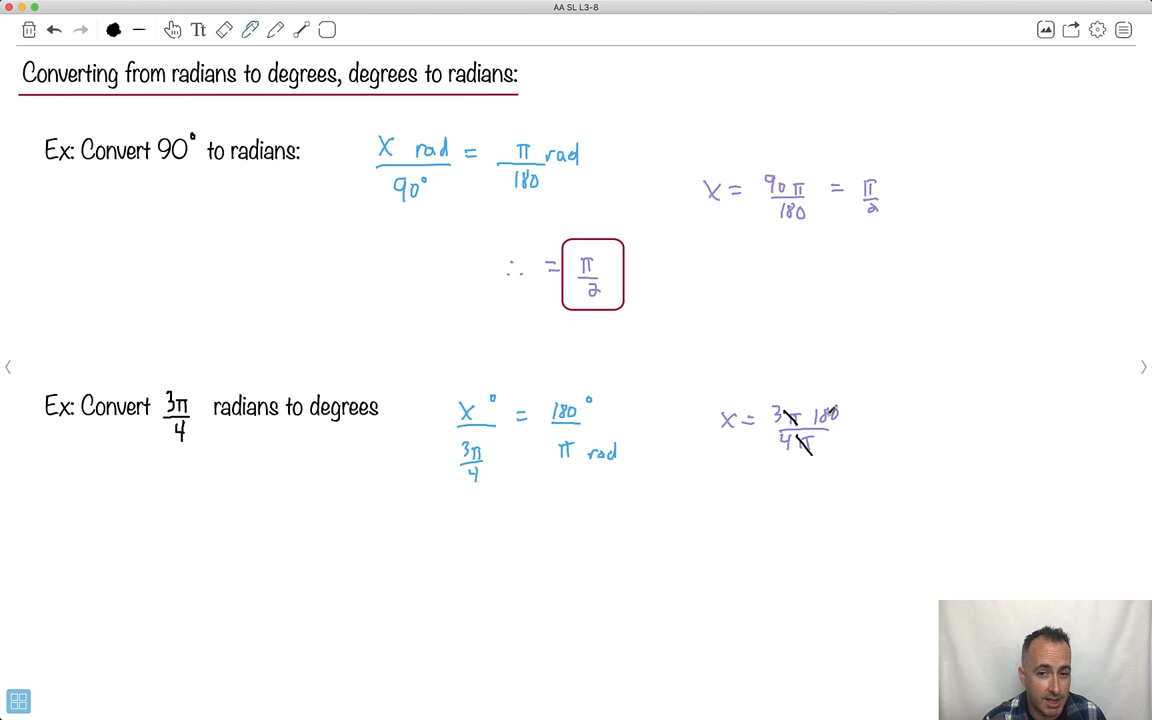 AA SL L3-8
Tt
Converting from radians to degrees, degrees to radians:
Ex: Convert 90° to radians:
x rad / 90° = π rad / 180
x = 90π / 180 = π / 2
∴ = π / 2
Ex: Convert 3π / 4 radians to degrees
x° / (3π / 4) = 180° / π rad
x = 3π 180 / 4π